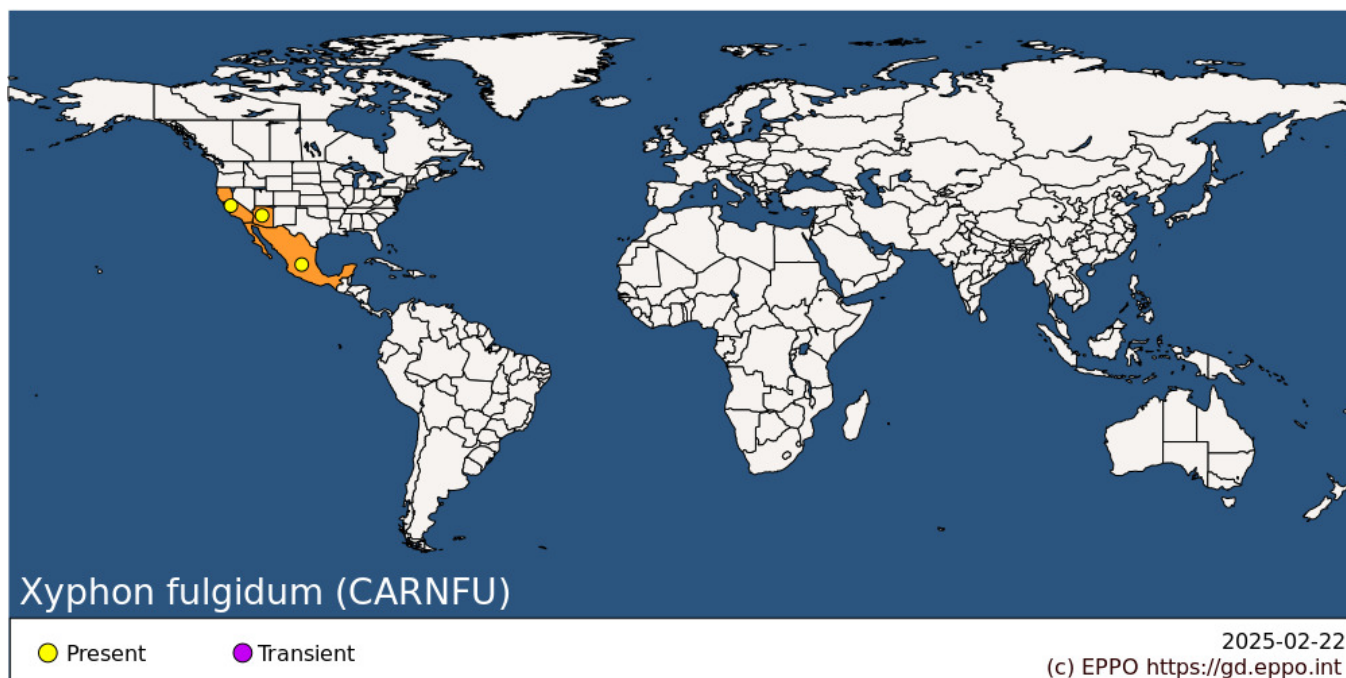 Xyphon fulgidum (CARNFU)
Present
Transient
2025-02-22
(c) EPPO https://gd.eppo.int